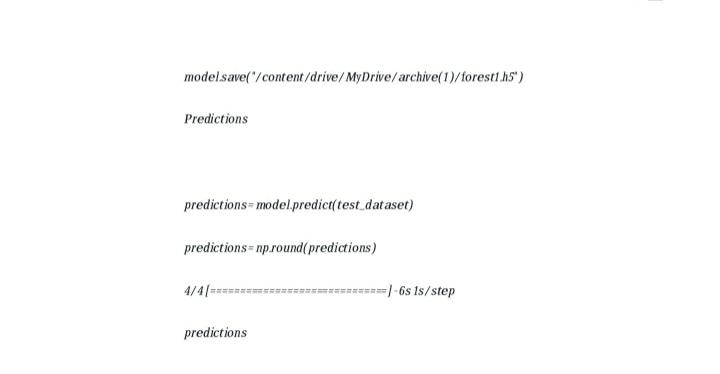 model.save("/content/drive/MyDrive/archive(1)/forest1.h5")
Predictions
predictions=model.predict(test_dataset)
predictions=np.round(predictions)
4/4[==============================]-6s 1s/step
predictions